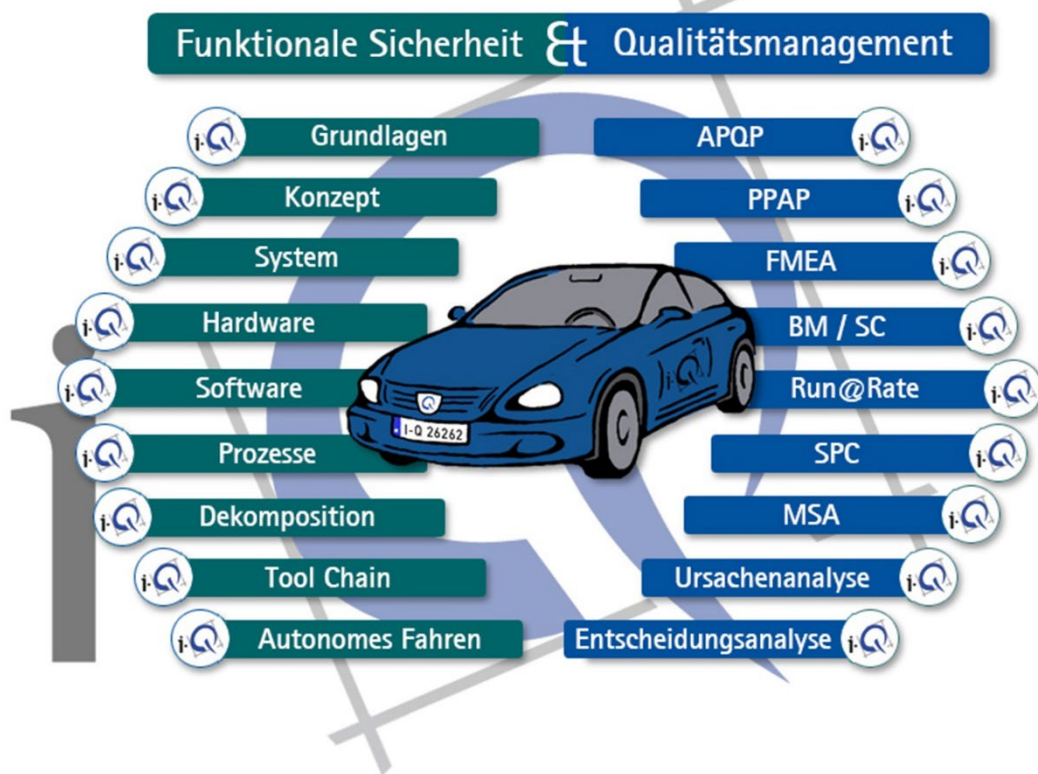 Funktionale Sicherheit & Qualitätsmanagement
i-Q Grundlagen
i-Q Konzept
i-Q System
i-Q Hardware
i-Q Software
i-Q Prozesse
i-Q Dekomposition
i-Q Tool Chain
i-Q Autonomes Fahren
APQP i-Q
PPAP i-Q
FMEA i-Q
BM / SC i-Q
Run@Rate i-Q
SPC i-Q
MSA i-Q
Ursachenanalyse i-Q
Entscheidungsanalyse i-Q
i-Q
I-Q 26262
i Q